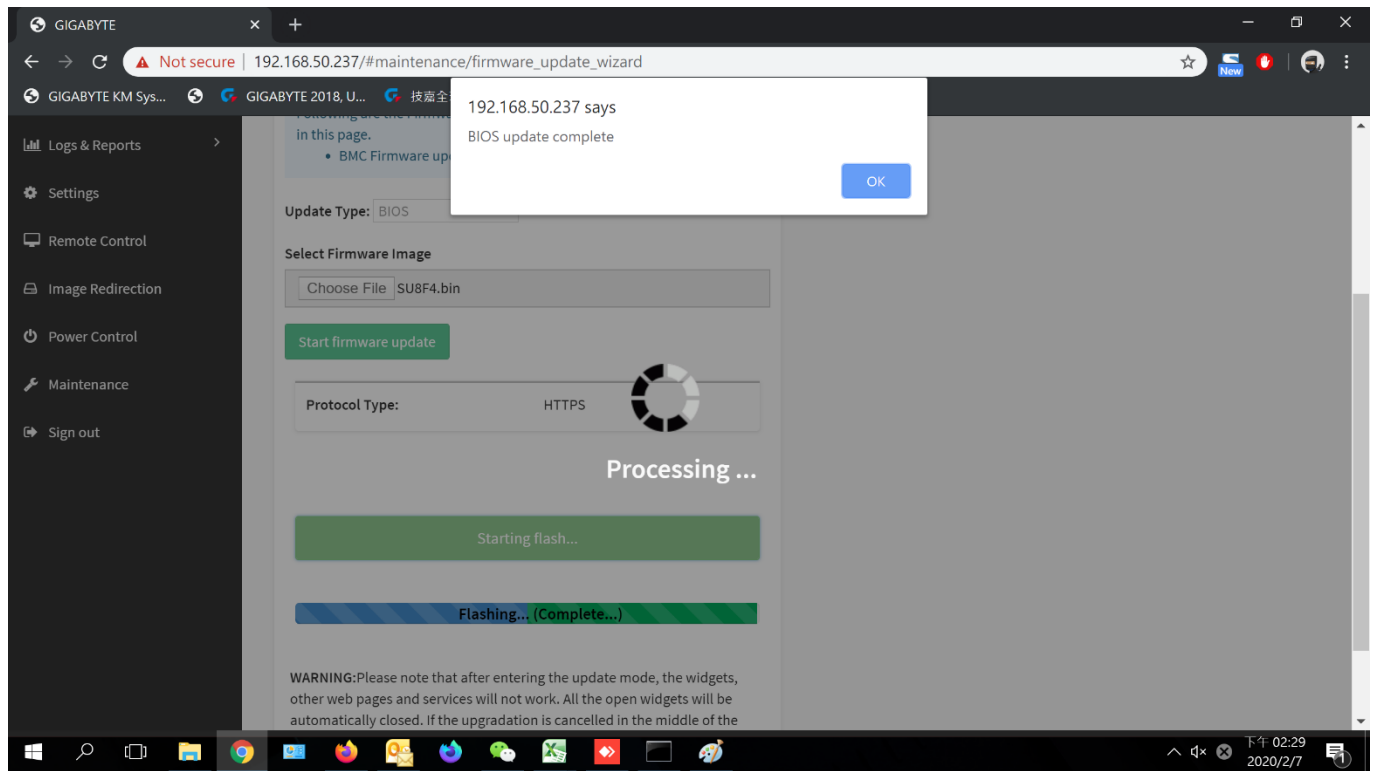 GIGABYTE
Not secure | 192.168.50.237/#maintenance/firmware_update_wizard
New
GIGABYTE KM Sys...
GIGABYTE 2018, U...
技嘉全
192.168.50.237 says
BIOS update complete
OK
Logs & Reports
Settings
Remote Control
Image Redirection
Power Control
Maintenance
Sign out
in this page.
• BMC Firmware
Update Type: BIOS
Select Firmware Image
Choose File SU8F4.bin
Start firmware update
Protocol Type: HTTPS
Processing ...
Starting flash...
Flashing... (Complete...)
WARNING:Please note that after entering the update mode, the widgets,
other web pages and services will not work. All the open widgets will be
automatically closed. If the upgradation is cancelled in the middle of the
下午 02:29
2020/2/7
1